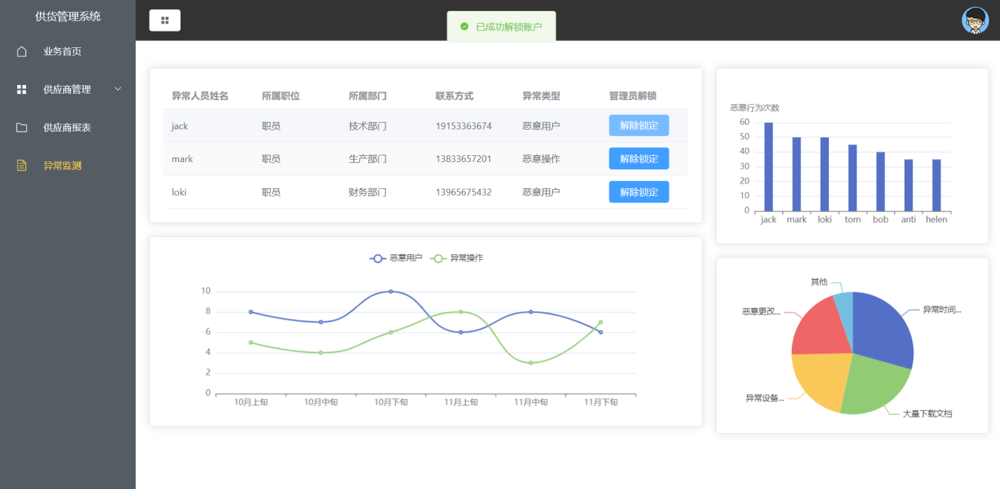 供货管理系统
已成功解锁账户
业务首页
供应商管理
供应商报表
异常监测
异常人员姓名 所属职位 所属部门 联系方式 异常类型 管理员解锁
jack 职员 技术部门 19153363674 恶意用户 解除锁定
mark 职员 生产部门 13833657201 恶意操作 解除锁定
loki 职员 财务部门 13965675432 恶意用户 解除锁定
恶意行为次数
60
50
40
30
20
10
0
jack mark loki tom bob anti helen
恶意用户 异常操作
10
8
6
4
2
0
10月上旬 10月中旬 10月下旬 11月上旬 11月中旬 11月下旬
其他
恶意更改...
异常时间...
异常设备...
大量下载文档